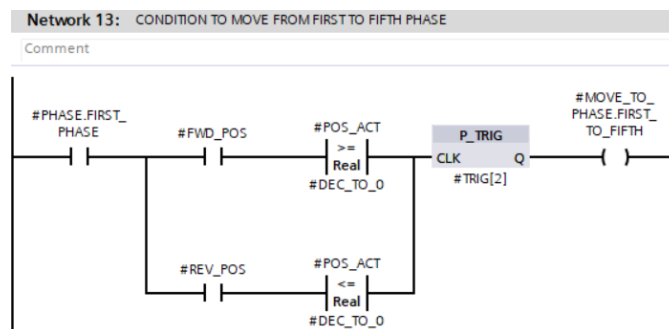 Network 13: CONDITION TO MOVE FROM FIRST TO FIFTH PHASE
Comment
#PHASE.FIRST_
PHASE
#FWD_POS
#POS_ACT
>=
Real
#DEC_TO_0
P_TRIG
CLK Q
#TRIG[2]
#MOVE_TO_
PHASE.FIRST_
TO_FIFTH
#REV_POS
#POS_ACT
<=
Real
#DEC_TO_0